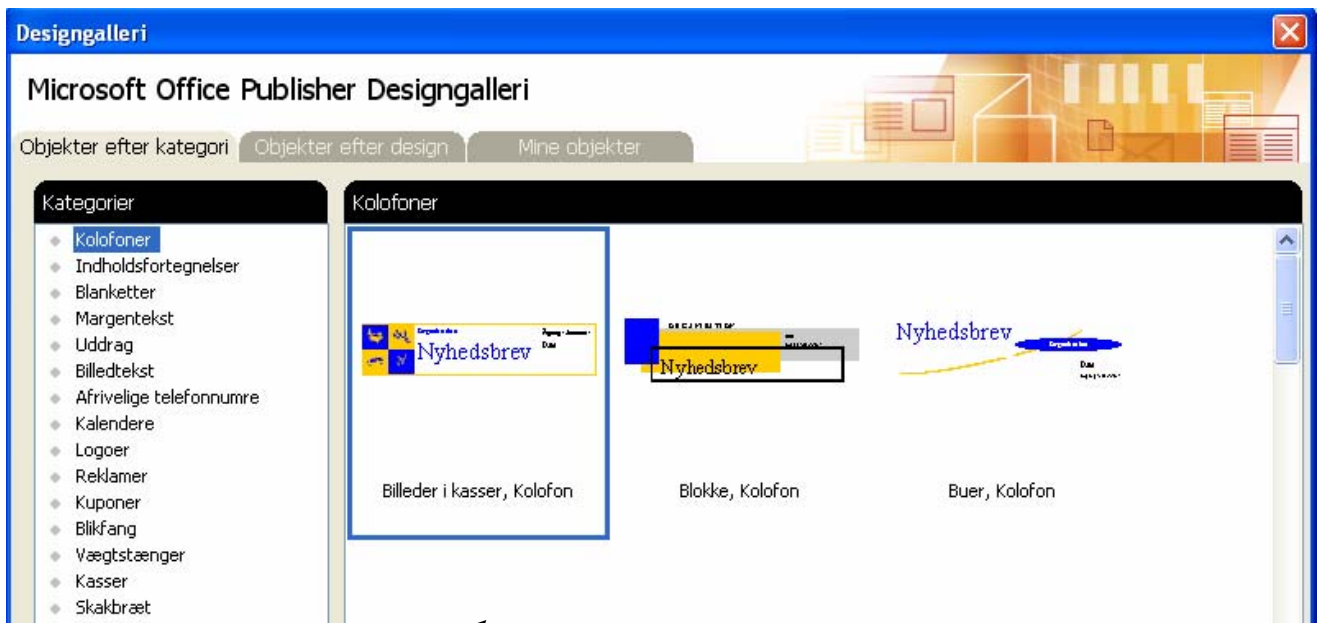 Designgalleri
Microsoft Office Publisher Designgalleri
Objekter efter kategori
Objekter efter design
Mine objekter
Kategorier
Kolofoner
Indholdsfortegnelser
Blanketter
Margentekst
Uddrag
Billedtekst
Afrivelige telefonnumre
Kalendere
Logoer
Reklamer
Kuponer
Blikfang
Vægtstænger
Kasser
Skakbræt
Kolofoner
Nyhedsbrev
Billeder i kasser, Kolofon
Nyhedsbrev
Blokke, Kolofon
Nyhedsbrev
Buer, Kolofon